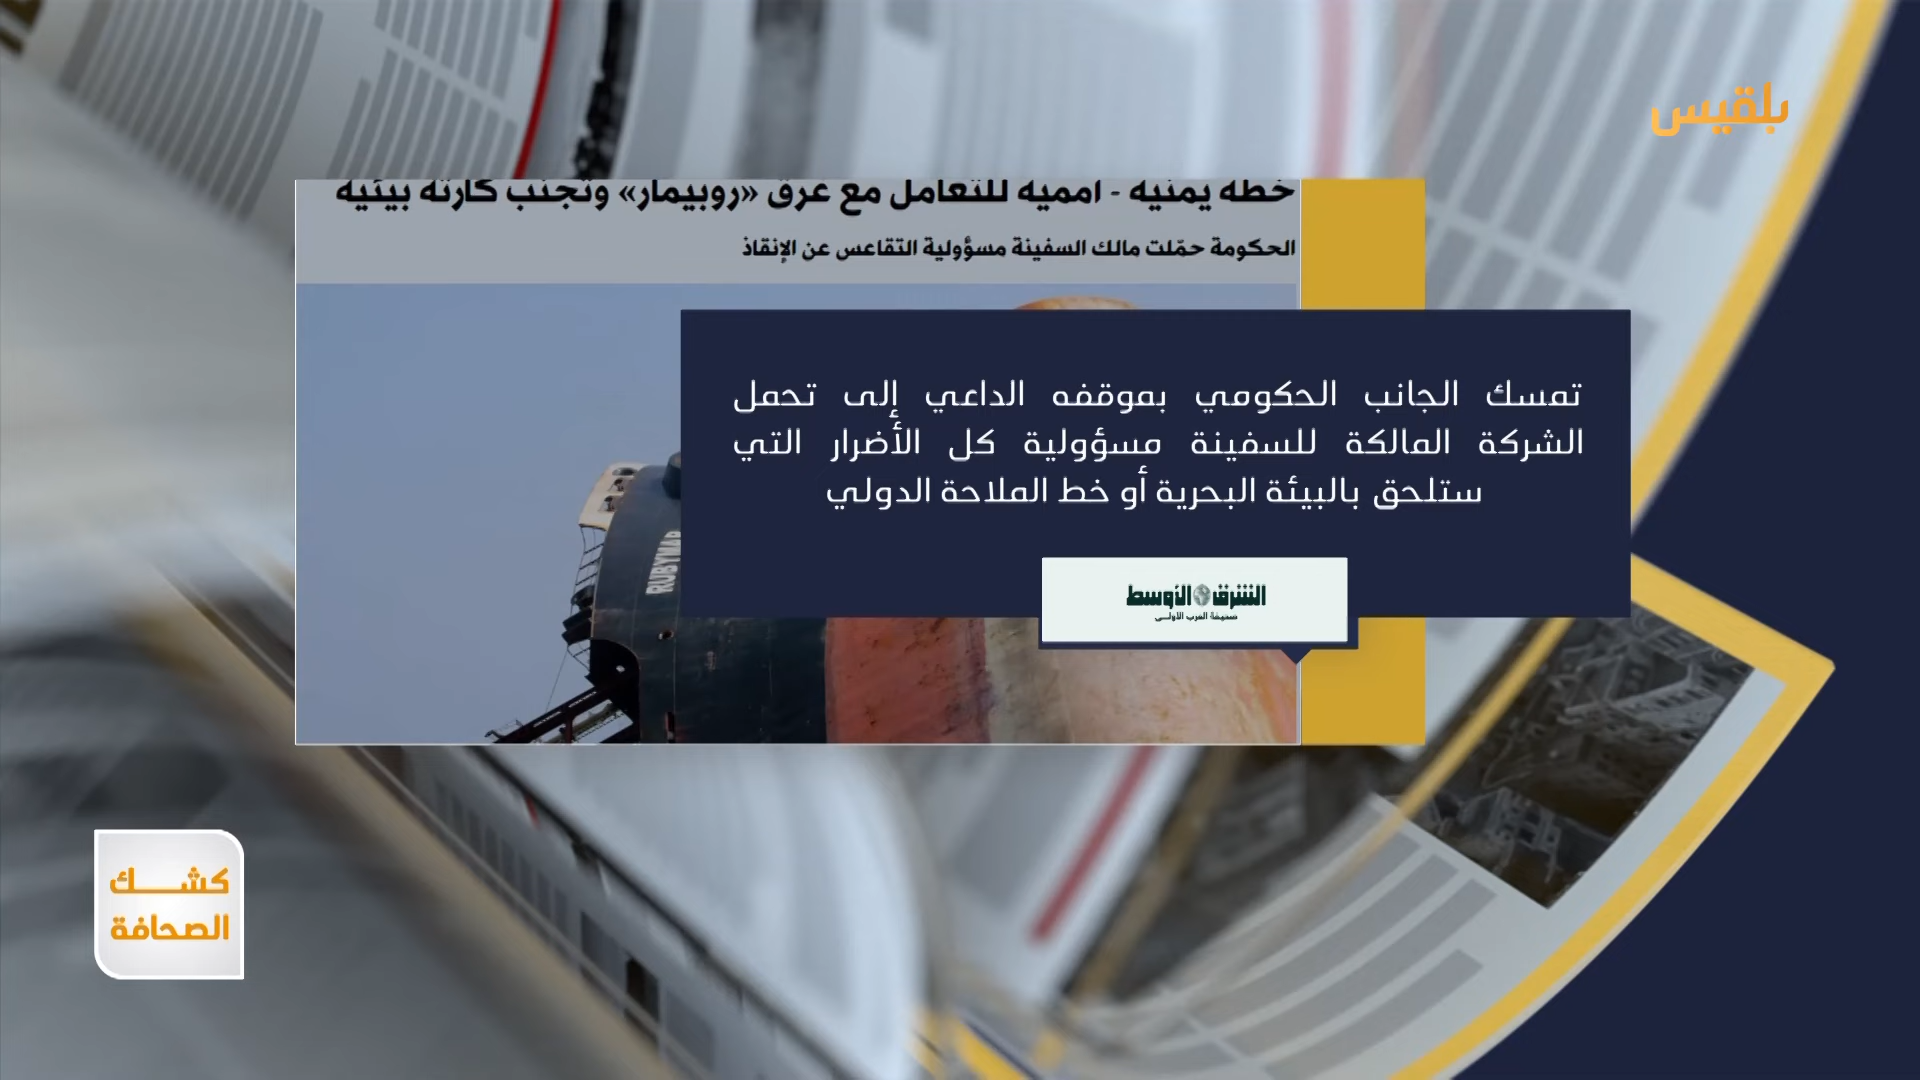 بلقيس
خطة يمنية - أممية للتعامل مع غرق «روبيمار» وتجنب كارثة بيئية
الحكومة حمّلت مالك السفينة مسؤولية التقاعس عن الإنقاذ
تمسك الجانب الحكومي بموقفه الداعي إلى تحمل
الشركة المالكة للسفينة مسؤولية كل الأضرار التي
ستلحق بالبيئة البحرية أو خط الملاحة الدولي
RUBYMAR
الشرق الأوسط
صحيفة العرب الأولى
كشك
الصحافة